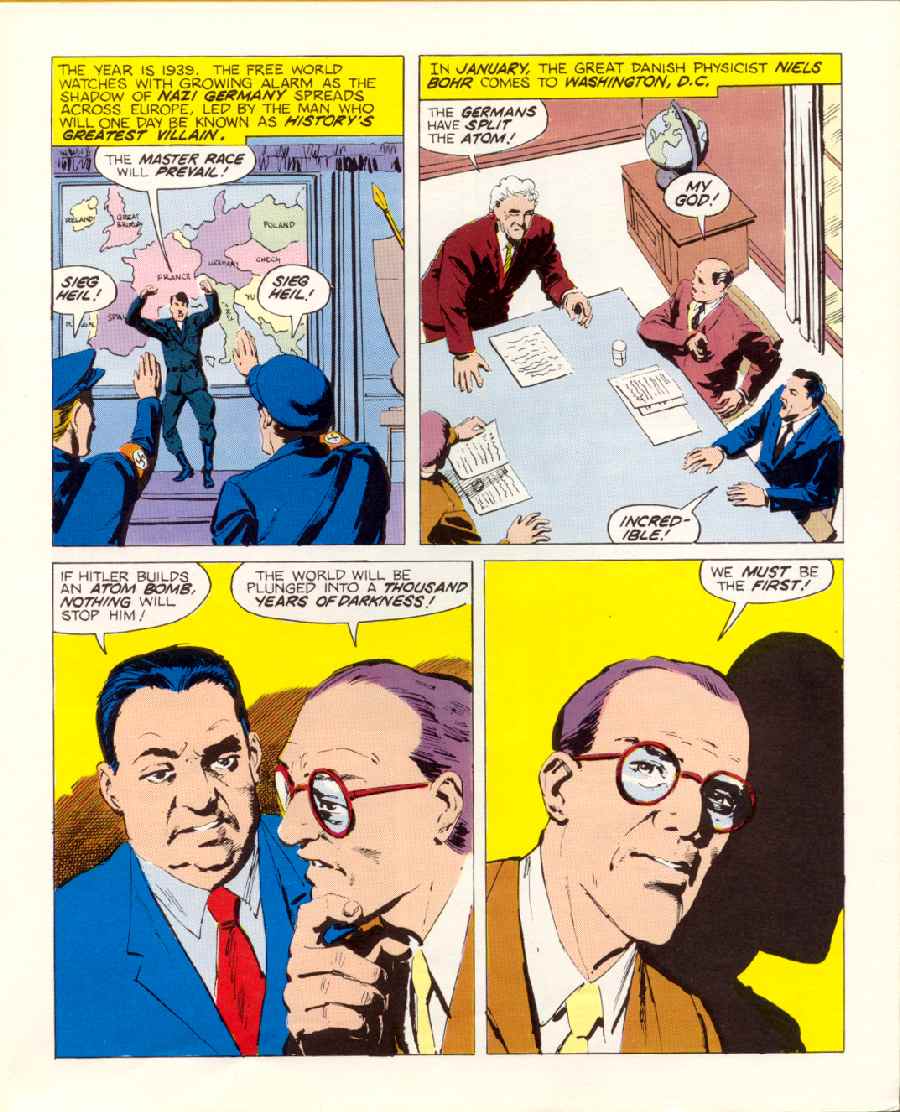 THE YEAR IS 1939. THE FREE WORLD
WATCHES WITH GROWING ALARM AS THE
SHADOW OF NAZI GERMANY SPREADS
ACROSS EUROPE, LED BY THE MAN WHO
WILL ONE DAY BE KNOWN AS HISTORY'S
GREATEST VILLAIN.
THE MASTER RACE
WILL PREVAIL!
IRELAND
GREAT
POLAND
FRANCE
CZECH
YU
SPA
SIEG
HEIL!
SIEG
HEIL!
IN JANUARY, THE GREAT DANISH PHYSICIST NIELS
BOHR COMES TO WASHINGTON, D.C.
THE GERMANS
HAVE SPLIT
THE ATOM!
MY
GOD!
INCRED-
IBLE!
IF HITLER BUILDS
AN ATOM BOMB,
NOTHING WILL
STOP HIM!
THE WORLD WILL BE
PLUNGED INTO A THOUSAND
YEARS OF DARKNESS!
WE MUST BE
THE FIRST!